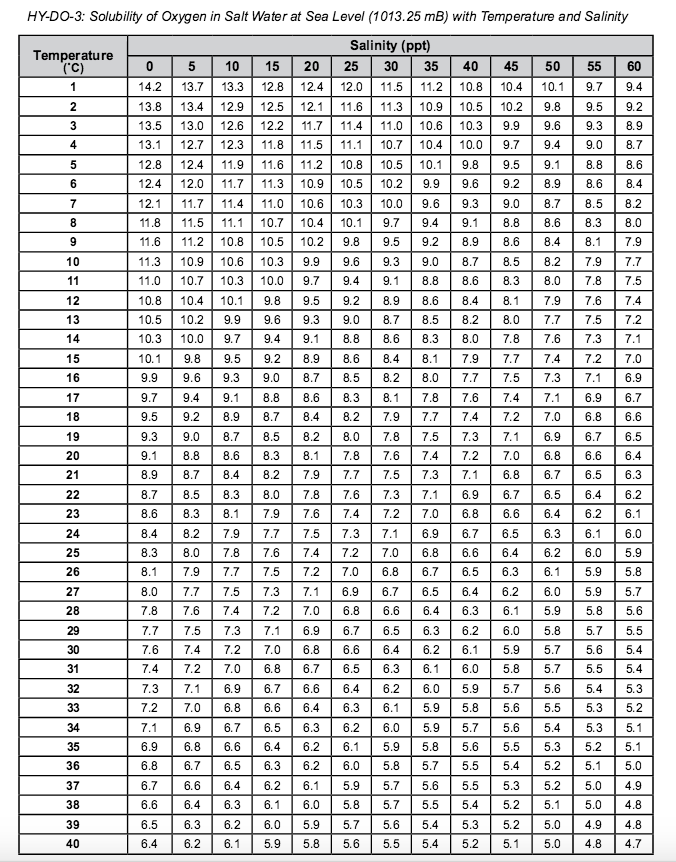 HY-DO-3: Solubility of Oxygen in Salt Water at Sea Level (1013.25 mB) with Temperature and Salinity
Temperature (˚C) Salinity (ppt)
0 5 10 15 20 25 30 35 40 45 50 55 60
1 14.2 13.7 13.3 12.8 12.4 12.0 11.5 11.2 10.8 10.4 10.1 9.7 9.4
2 13.8 13.4 12.9 12.5 12.1 11.6 11.3 10.9 10.5 10.2 9.8 9.5 9.2
3 13.5 13.0 12.6 12.2 11.7 11.4 11.0 10.6 10.3 9.9 9.6 9.3 8.9
4 13.1 12.7 12.3 11.8 11.5 11.1 10.7 10.4 10.0 9.7 9.4 9.0 8.7
5 12.8 12.4 11.9 11.6 11.2 10.8 10.5 10.1 9.8 9.5 9.1 8.8 8.6
6 12.4 12.0 11.7 11.3 10.9 10.5 10.2 9.9 9.6 9.2 8.9 8.6 8.4
7 12.1 11.7 11.4 11.0 10.6 10.3 10.0 9.6 9.3 9.0 8.7 8.5 8.2
8 11.8 11.5 11.1 10.7 10.4 10.1 9.7 9.4 9.1 8.8 8.6 8.3 8.0
9 11.6 11.2 10.8 10.5 10.2 9.8 9.5 9.2 8.9 8.6 8.4 8.1 7.9
10 11.3 10.9 10.6 10.3 9.9 9.6 9.3 9.0 8.7 8.5 8.2 7.9 7.7
11 11.0 10.7 10.3 10.0 9.7 9.4 9.1 8.8 8.6 8.3 8.0 7.8 7.5
12 10.8 10.4 10.1 9.8 9.5 9.2 8.9 8.6 8.4 8.1 7.9 7.6 7.4
13 10.5 10.2 9.9 9.6 9.3 9.0 8.7 8.5 8.2 8.0 7.7 7.5 7.2
14 10.3 10.0 9.7 9.4 9.1 8.8 8.6 8.3 8.0 7.8 7.6 7.3 7.1
15 10.1 9.8 9.5 9.2 8.9 8.6 8.4 8.1 7.9 7.7 7.4 7.2 7.0
16 9.9 9.6 9.3 9.0 8.7 8.5 8.2 8.0 7.7 7.5 7.3 7.1 6.9
17 9.7 9.4 9.1 8.8 8.6 8.3 8.1 7.8 7.6 7.4 7.1 6.9 6.7
18 9.5 9.2 8.9 8.7 8.4 8.2 7.9 7.7 7.4 7.2 7.0 6.8 6.6
19 9.3 9.0 8.7 8.5 8.2 8.0 7.8 7.5 7.3 7.1 6.9 6.7 6.5
20 9.1 8.8 8.6 8.3 8.1 7.8 7.6 7.4 7.2 7.0 6.8 6.6 6.4
21 8.9 8.7 8.4 8.2 7.9 7.7 7.5 7.3 7.1 6.8 6.7 6.5 6.3
22 8.7 8.5 8.3 8.0 7.8 7.6 7.3 7.1 6.9 6.7 6.5 6.4 6.2
23 8.6 8.3 8.1 7.9 7.6 7.4 7.2 7.0 6.8 6.6 6.4 6.2 6.1
24 8.4 8.2 7.9 7.7 7.5 7.3 7.1 6.9 6.7 6.5 6.3 6.1 6.0
25 8.3 8.0 7.8 7.6 7.4 7.2 7.0 6.8 6.6 6.4 6.2 6.0 5.9
26 8.1 7.9 7.7 7.5 7.2 7.0 6.8 6.7 6.5 6.3 6.1 5.9 5.8
27 8.0 7.7 7.5 7.3 7.1 6.9 6.7 6.5 6.4 6.2 6.0 5.9 5.7
28 7.8 7.6 7.4 7.2 7.0 6.8 6.6 6.4 6.3 6.1 5.9 5.8 5.6
29 7.7 7.5 7.3 7.1 6.9 6.7 6.5 6.3 6.2 6.0 5.8 5.7 5.5
30 7.6 7.4 7.2 7.0 6.8 6.6 6.4 6.2 6.1 5.9 5.7 5.6 5.4
31 7.4 7.2 7.0 6.8 6.7 6.5 6.3 6.1 6.0 5.8 5.7 5.5 5.4
32 7.3 7.1 6.9 6.7 6.6 6.4 6.2 6.0 5.9 5.7 5.6 5.4 5.3
33 7.2 7.0 6.8 6.6 6.4 6.3 6.1 5.9 5.8 5.6 5.5 5.3 5.2
34 7.1 6.9 6.7 6.5 6.3 6.2 6.0 5.9 5.7 5.6 5.4 5.3 5.1
35 6.9 6.8 6.6 6.4 6.2 6.1 5.9 5.8 5.6 5.5 5.3 5.2 5.1
36 6.8 6.7 6.5 6.3 6.2 6.0 5.8 5.7 5.5 5.4 5.2 5.1 5.0
37 6.7 6.6 6.4 6.2 6.1 5.9 5.7 5.6 5.5 5.3 5.2 5.0 4.9
38 6.6 6.4 6.3 6.1 6.0 5.8 5.7 5.5 5.4 5.2 5.1 5.0 4.8
39 6.5 6.3 6.2 6.0 5.9 5.7 5.6 5.4 5.3 5.2 5.0 4.9 4.8
40 6.4 6.2 6.1 5.9 5.8 5.6 5.5 5.4 5.2 5.1 5.0 4.8 4.7